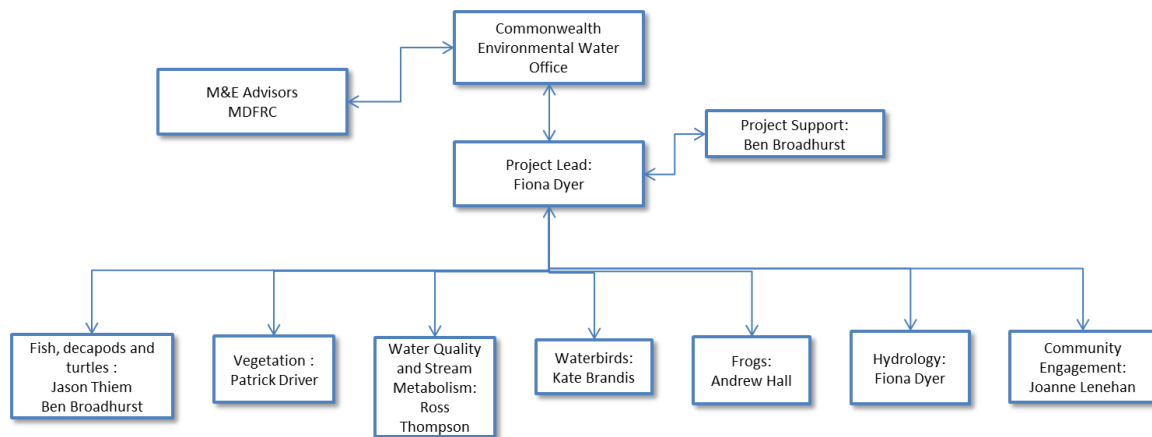 Commonwealth
Environmental Water
Office
M&E Advisors
MDFRC
Project Support:
Ben Broadhurst
Project Lead:
Fiona Dyer
Fish, decapods and
turtles :
Jason Thiem
Ben Broadhurst
Vegetation :
Patrick Driver
Water Quality
and Stream
Metabolism:
Ross
Thompson
Waterbirds:
Kate Brandis
Frogs:
Andrew Hall
Hydrology:
Fiona Dyer
Community
Engagement:
Joanne Lenehan